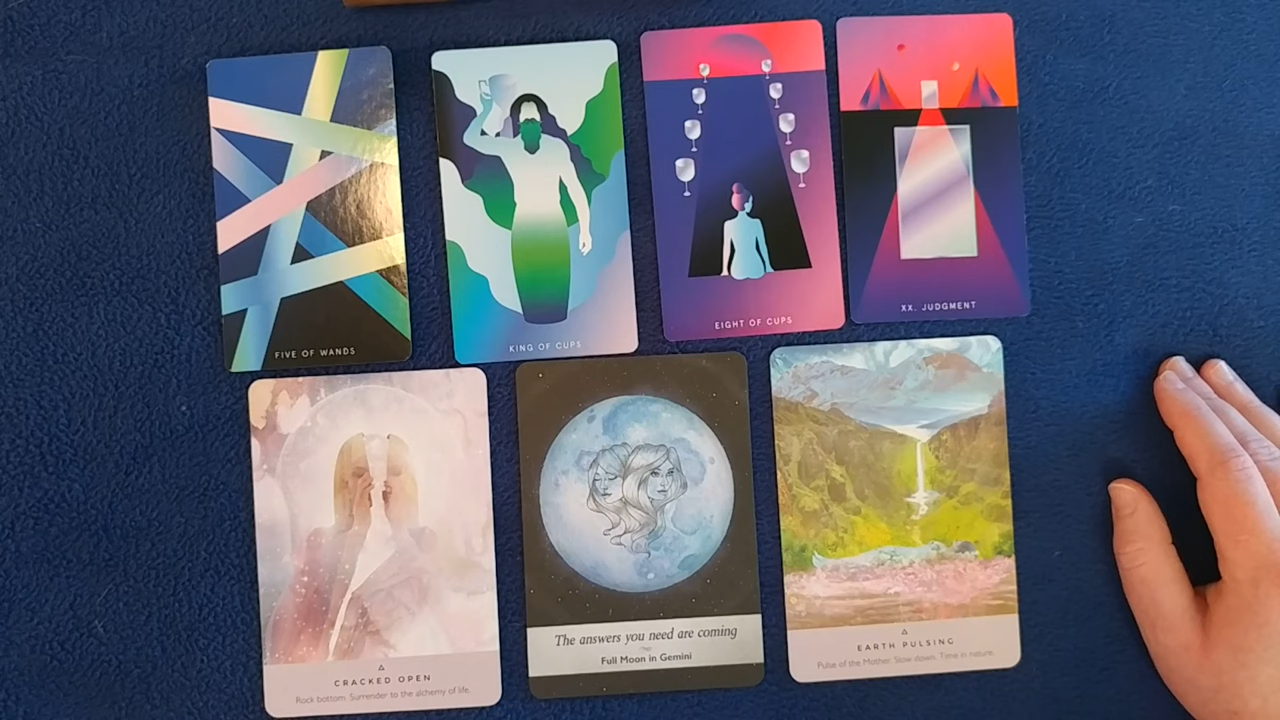 FIVE OF WANDS
KING OF CUPS
EIGHT OF CUPS
XX. JUDGMENT
CRACKED OPEN
Rock bottom. Surrender to the alchemy of life.
The answers you need are coming
Full Moon in Gemini
EARTH PULSING
Pulse of the Mother. Slow down. Time in nature.